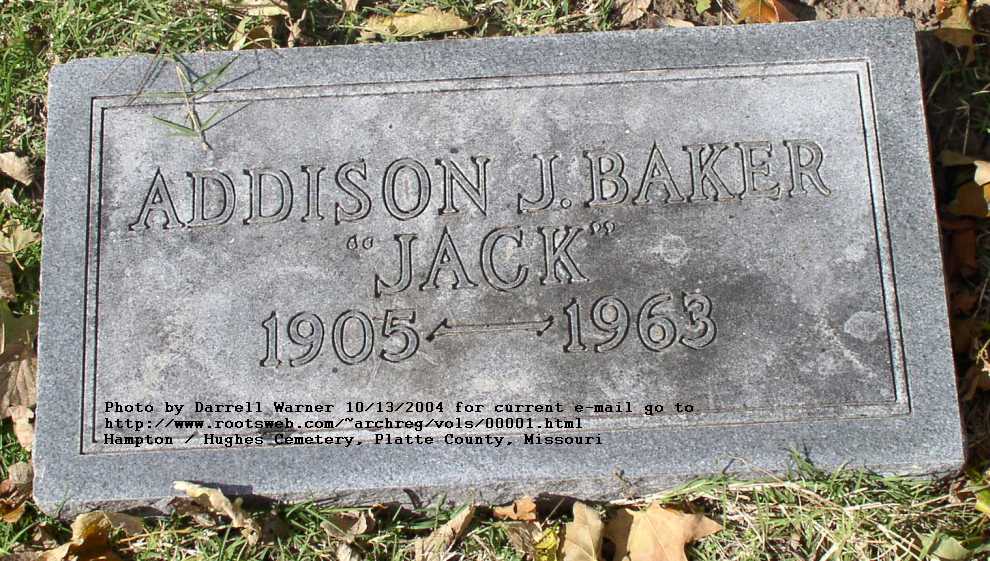 ADDISON J. BAKER
"JACK"
1905 1963
Photo by Darrell Warner 10/13/2004 for current e-mail go to
http://www.rootsweb.com/~archreg/vols/00001.html
Hampton / Hughes Cemetery, Platte County, Missouri